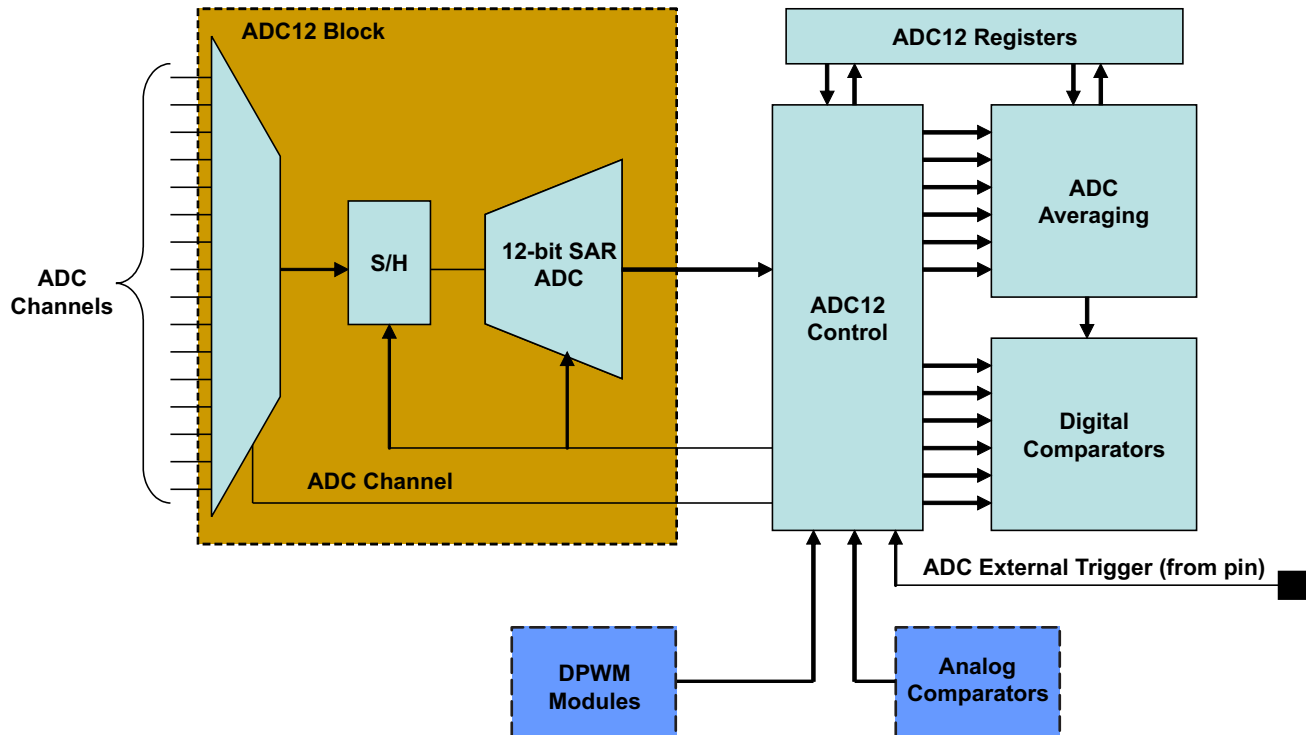 ADC12 Block
ADC12 Registers
ADC
Channels
S/H
12-bit SAR
ADC
ADC12
Control
ADC
Averaging
Digital
Comparators
ADC Channel
ADC External Trigger (from pin)
DPWM
Modules
Analog
Comparators